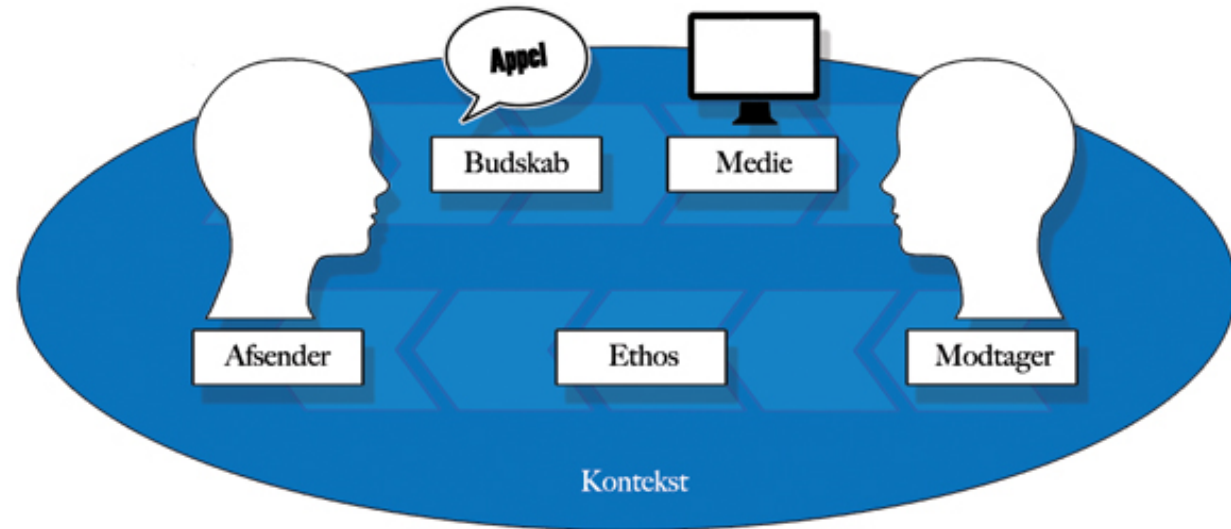 Appel
Budskab
Medie
Afsender
Ethos
Modtager
Kontekst